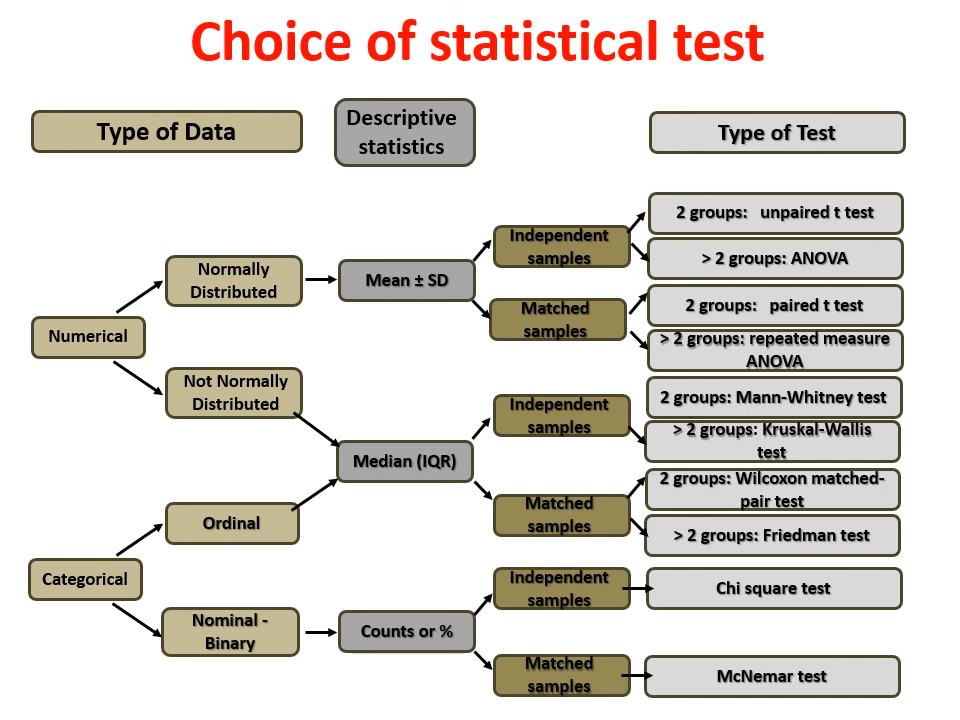 Choice of statistical test
Type of Data
Descriptive
statistics
Type of Test
Numerical
Normally
Distributed
Mean ± SD
Independent
samples
2 groups: unpaired t test
> 2 groups: ANOVA
Matched
samples
2 groups: paired t test
> 2 groups: repeated measure
ANOVA
Not Normally
Distributed
Median (IQR)
Independent
samples
2 groups: Mann-Whitney test
> 2 groups: Kruskal-Wallis
test
Matched
samples
2 groups: Wilcoxon matched-
pair test
> 2 groups: Friedman test
Categorical
Ordinal
Nominal -
Binary
Counts or %
Independent
samples
Chi square test
Matched
samples
McNemar test